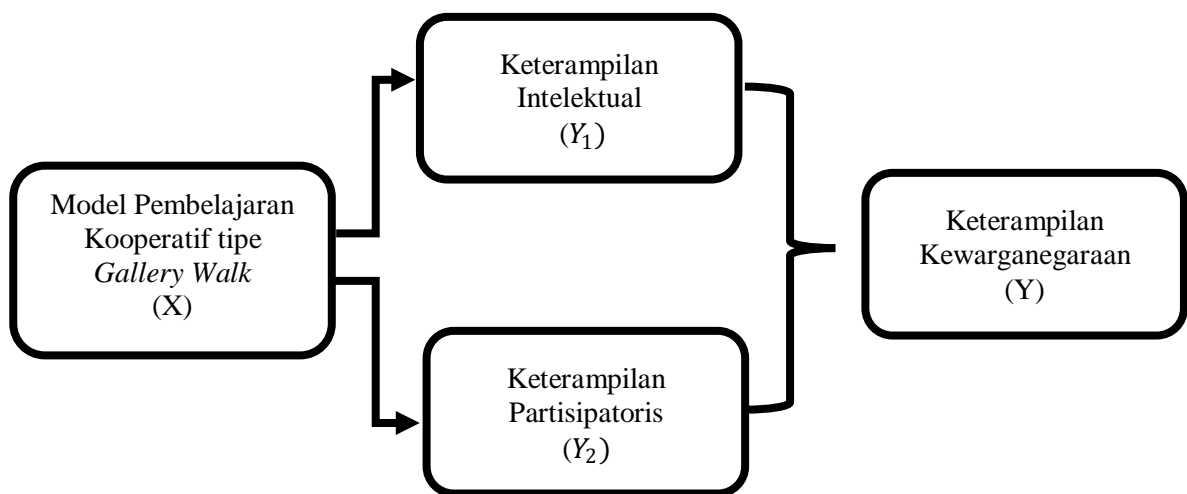 Model Pembelajaran
Kooperatif tipe
Gallery Walk
(X)
Keterampilan
Intelektual
(Y₁)
Keterampilan
Partisipatoris
(Y₂)
Keterampilan
Kewarganegaraan
(Y)